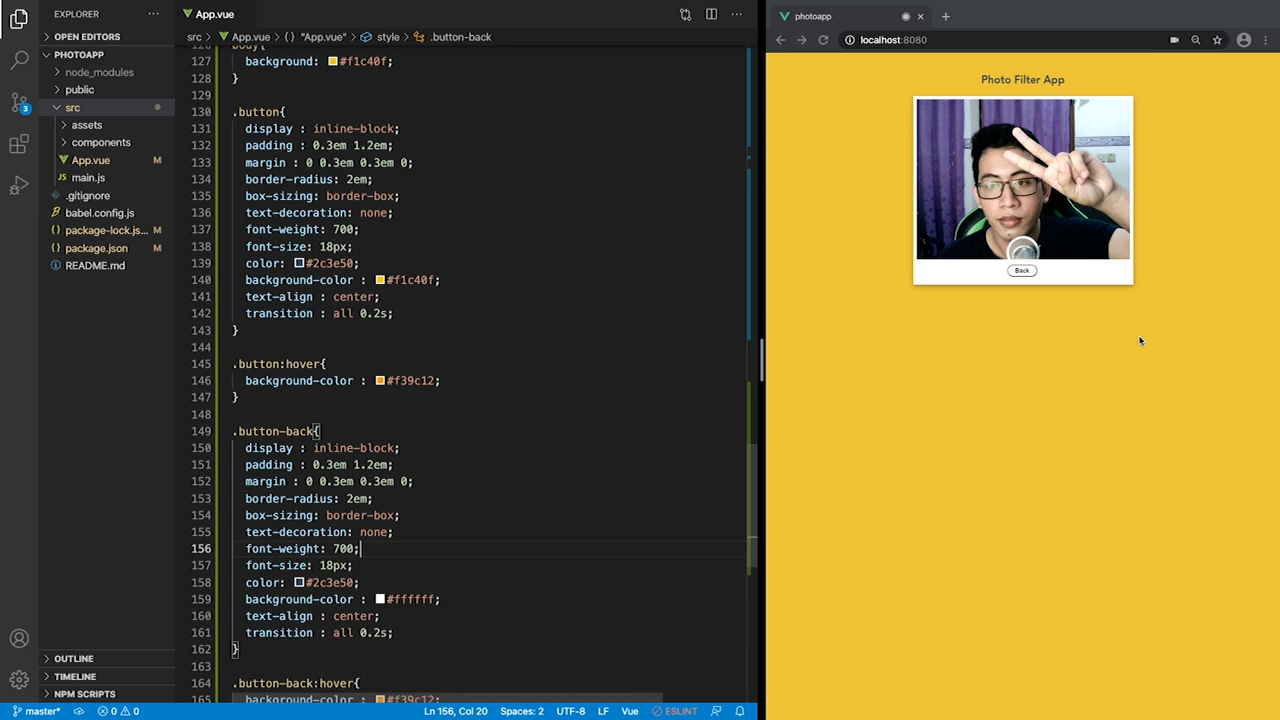 EXPLORER
OPEN EDITORS
PHOTOAPP
node_modules
public
src
assets
components
App.vue M
main.js
.gitignore
babel.config.js
package-lock.js... M
package.json M
README.md
OUTLINE
TIMELINE
NPM SCRIPTS
3
App.vue
src > App.vue > {} "App.vue" > style > .button-back
126 body{
127 background: #f1c40f;
128 }
129
130 .button{
131 display : inline-block;
132 padding : 0.3em 1.2em;
133 margin : 0 0.3em 0.3em 0;
134 border-radius: 2em;
135 box-sizing: border-box;
136 text-decoration: none;
137 font-weight: 700;
138 font-size: 18px;
139 color: #2c3e50;
140 background-color : #f1c40f;
141 text-align : center;
142 transition : all 0.2s;
143 }
144
145 .button:hover{
146 background-color : #f39c12;
147 }
148
149 .button-back{
150 display : inline-block;
151 padding : 0.3em 1.2em;
152 margin : 0 0.3em 0.3em 0;
153 border-radius: 2em;
154 box-sizing: border-box;
155 text-decoration: none;
156 font-weight: 700;
157 font-size: 18px;
158 color: #2c3e50;
159 background-color : #ffffff;
160 text-align : center;
161 transition : all 0.2s;
162 }
163
164 .button-back:hover{
165 background-color : #f39c12;
master* 0 0 Ln 156, Col 20 Spaces: 2 UTF-8 LF Vue ESLINT
photoapp
localhost:8080
Photo Filter App
Back